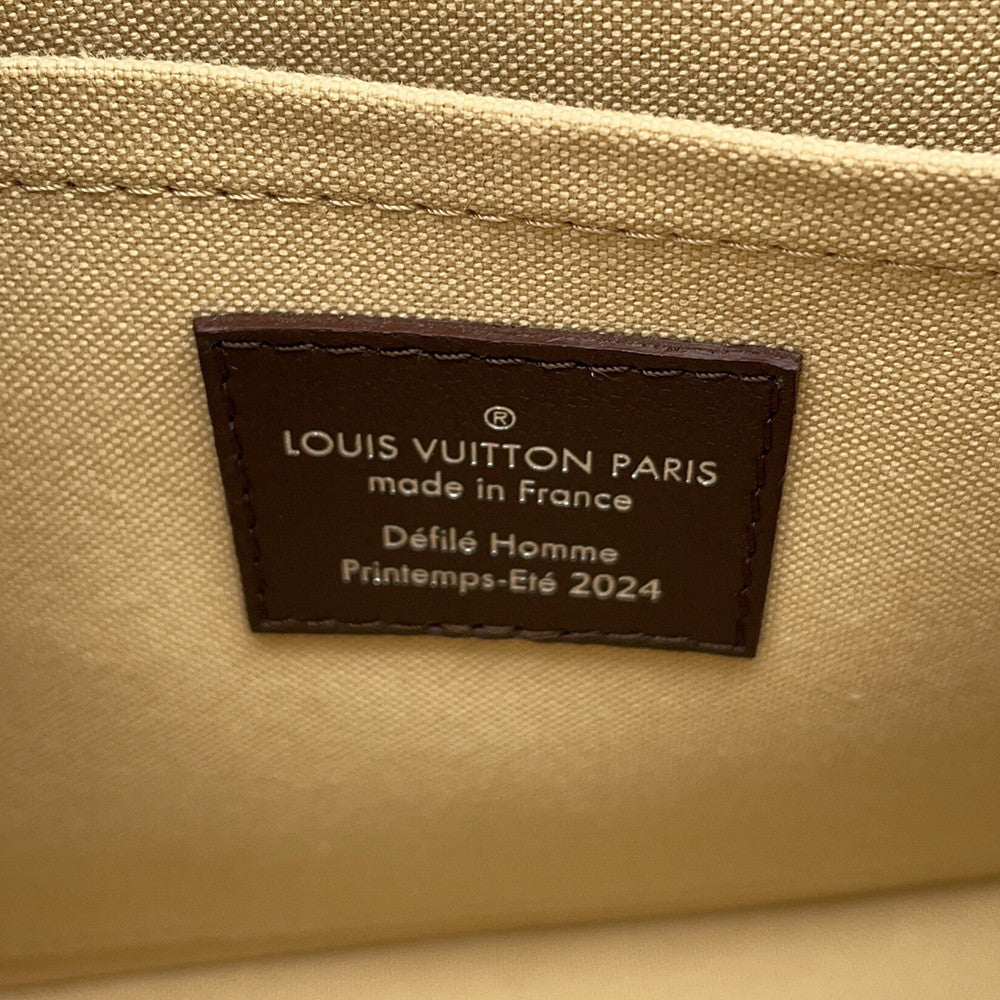 ®
LOUIS VUITTON PARIS
made in France
Défilé Homme
Printemps-Eté 2024